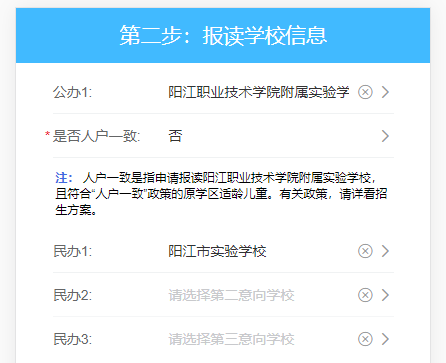 第二步：报读学校信息
公办1: 阳江职业技术学院附属实验学
* 是否人户一致: 否
注： 人户一致是指申请报读阳江职业技术学院附属实验学校，
且符合“人户一致”政策的原学区适龄儿童。有关政策，请详看招
生方案。
民办1: 阳江市实验学校
民办2: 请选择第二意向学校
民办3: 请选择第三意向学校